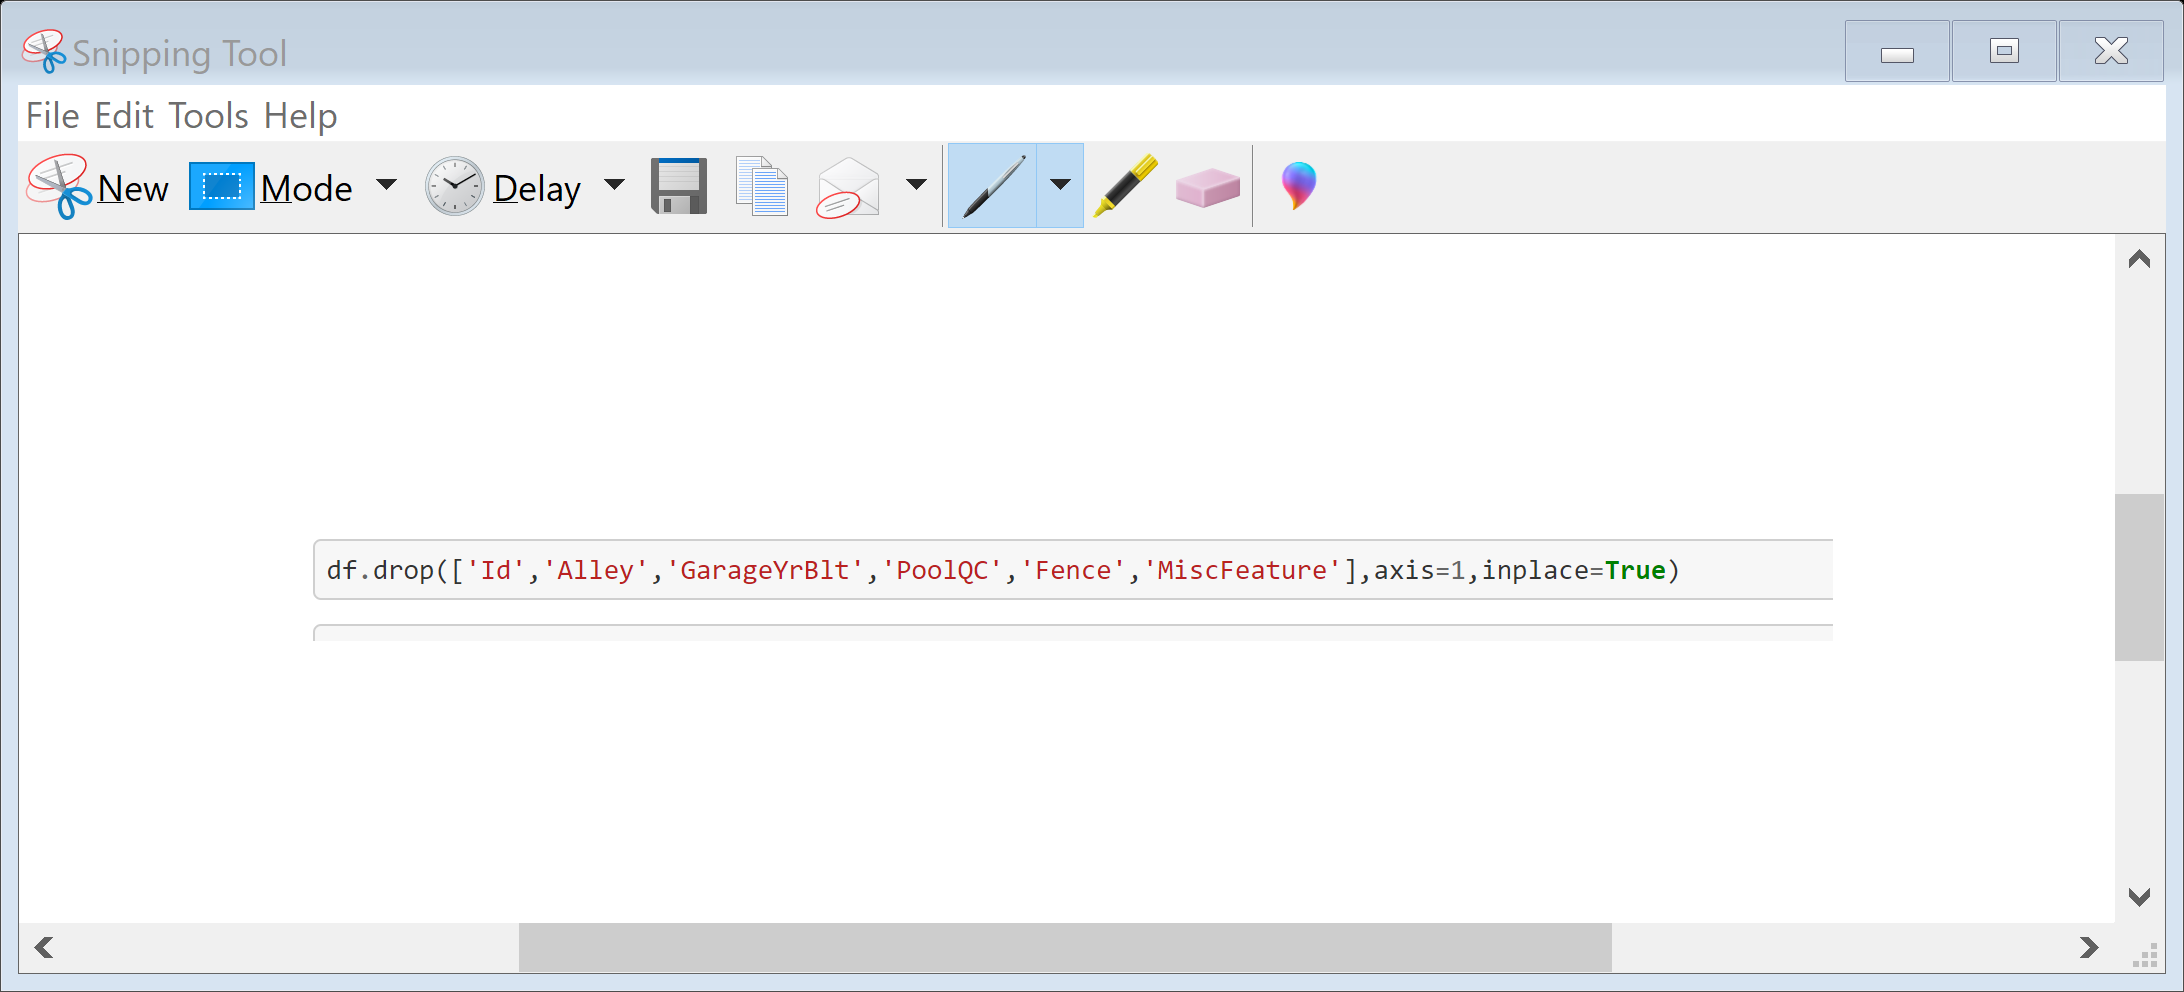 Snipping Tool
File Edit Tools Help
New Mode Delay
df.drop(['Id','Alley','GarageYrBlt','PoolQC','Fence','MiscFeature'],axis=1,inplace=True)